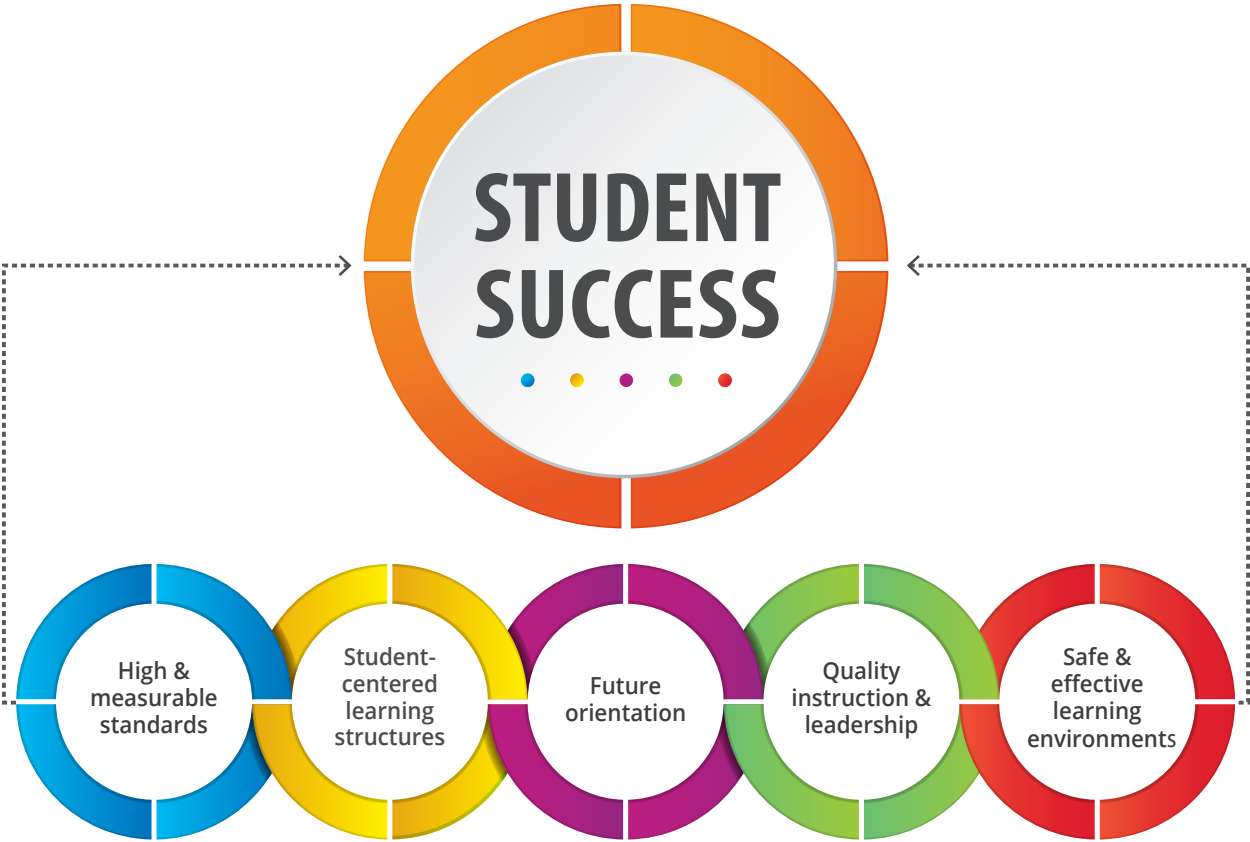 STUDENT
SUCCESS
High &
measurable
standards
Student-
centered
learning
structures
Future
orientation
Quality
instruction &
leadership
Safe &
effective
learning
environments